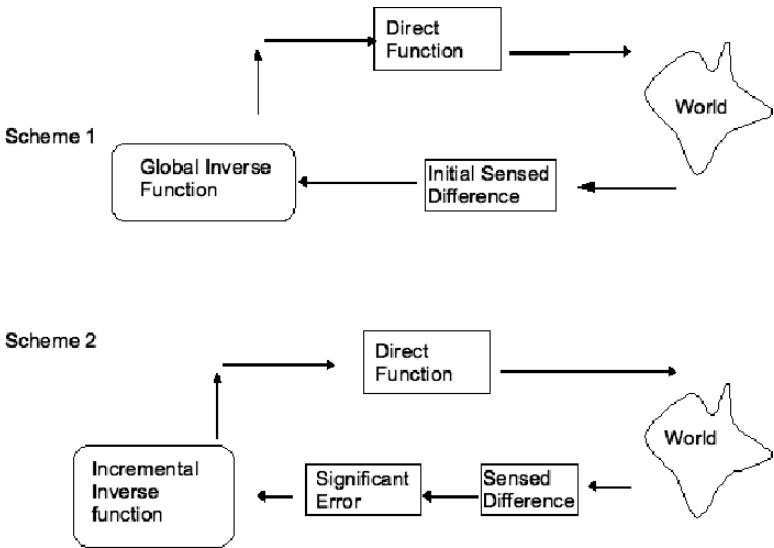 Direct
Function
World
Scheme 1
Global Inverse
Function
Initial Sensed
Difference
Scheme 2
Direct
Function
World
Incremental
Inverse
function
Significant
Error
Sensed
Difference